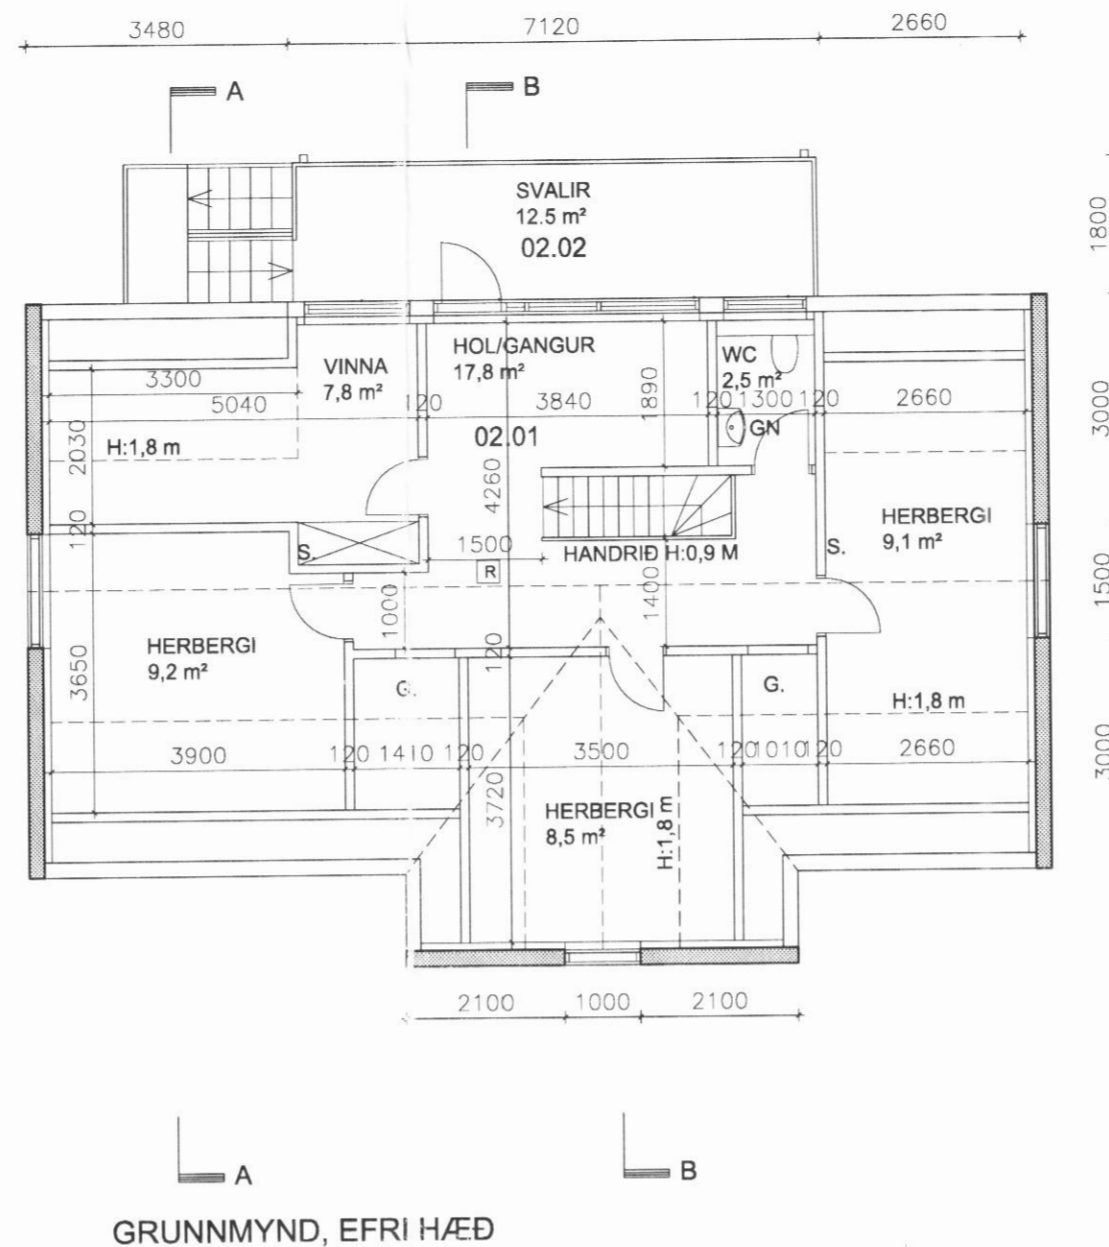 3480 7120 2660
A B
SVALIR
12.5 m²
02.02
1800
HOL/GANGUR
17,8 m²
VINNA
7,8 m²
WC
2,5 m²
3300
5040 120 3840 1890 120 1300 120 2660
3000
GN
02.01
H:1,8 m
2030
4260
HERBERGI
9,1 m²
120
S.
1500
HANDRIÐ H:0,9 M
S.
R
1500
1000
1400
HERBERGI
9,2 m²
120
3650
G.
G.
H:1,8 m
3900 120 1410 120 3500 120 1010 120 2660
3000
3720
HERBERGI
8,5 m²
H:1,8 m
2100 1000 2100
A B
GRUNNMYND, EFRI HÆÐ